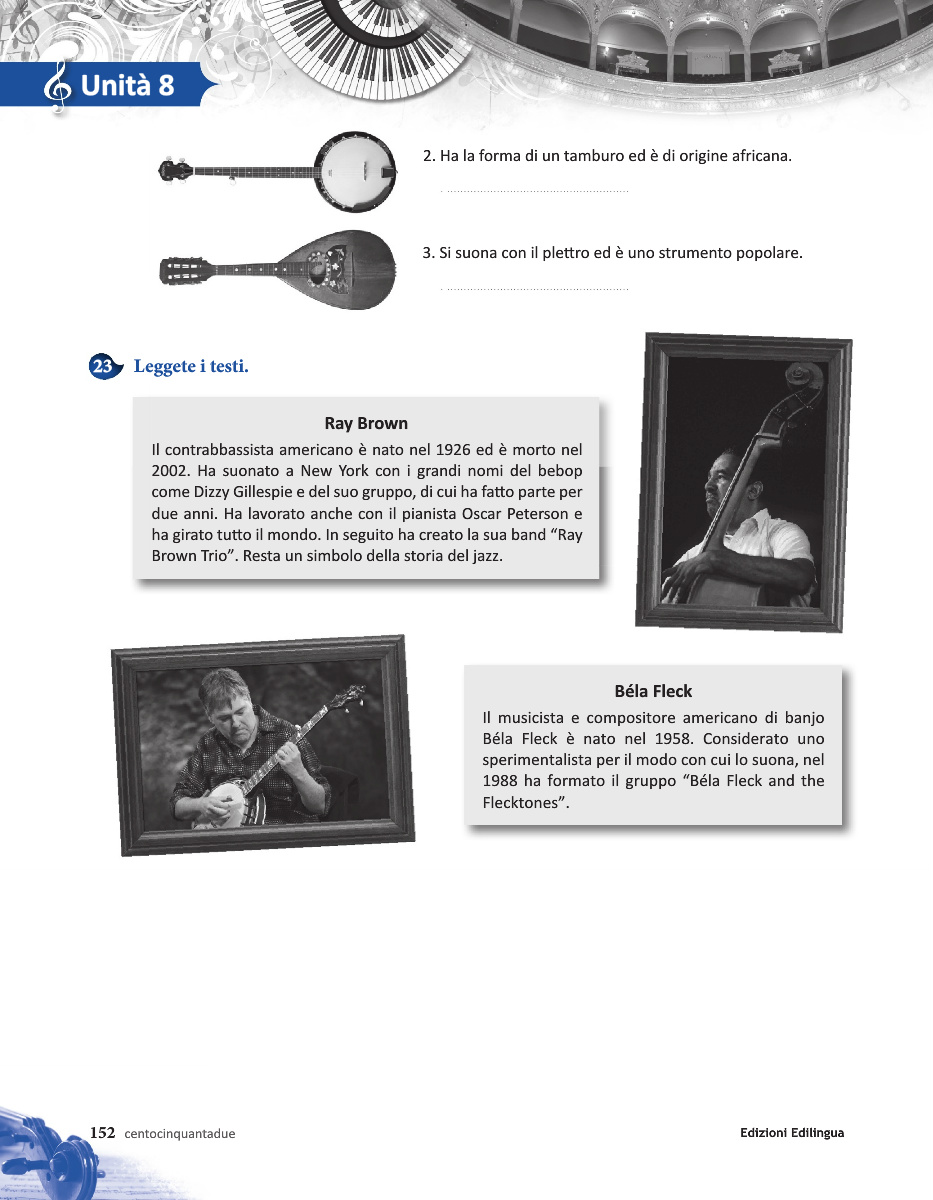 Unità 8
2. Ha la forma di un tamburo ed è di origine africana.
3. Si suona con il plettro ed è uno strumento popolare.
23 Leggete i testi.
Ray Brown
Il contrabbassista americano è nato nel 1926 ed è morto nel
2002. Ha suonato a New York con i grandi nomi del bebop
come Dizzy Gillespie e del suo gruppo, di cui ha fatto parte per
due anni. Ha lavorato anche con il pianista Oscar Peterson e
ha girato tutto il mondo. In seguito ha creato la sua band “Ray
Brown Trio”. Resta un simbolo della storia del jazz.
Béla Fleck
Il musicista e compositore americano di banjo
Béla Fleck è nato nel 1958. Considerato uno
sperimentalista per il modo con cui lo suona, nel
1988 ha formato il gruppo “Béla Fleck and the
Flecktones”.
152 centocinquantadue
Edizioni Edilingua